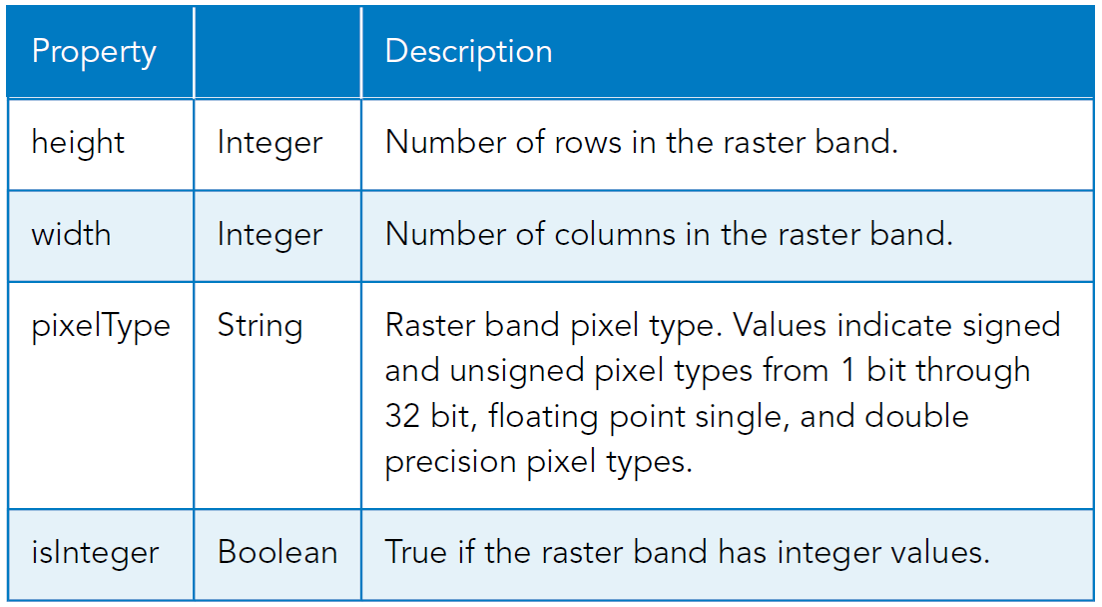 Property Description
height Integer Number of rows in the raster band.
width Integer Number of columns in the raster band.
pixelType String Raster band pixel type. Values indicate signed
and unsigned pixel types from 1 bit through
32 bit, floating point single, and double
precision pixel types.
isInteger Boolean True if the raster band has integer values.